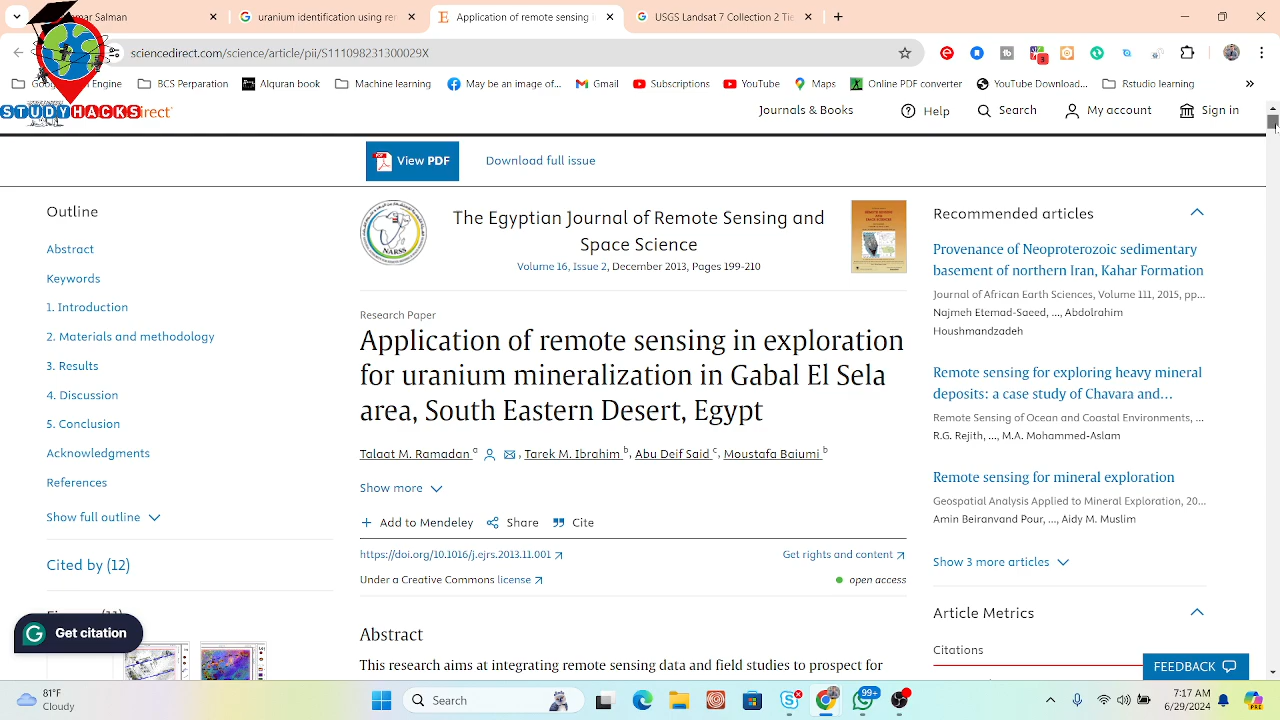 mar Salman
uranium identification using re
Application of remote sensing i
USGS Landsat 7 Collection 2 Ti
sciencedirect.com/science/article/pii/S111098231300029X
3
Engine
RCS Perpation
Alquran book
Machine learning
May be an image of...
Gmail
Subscriptions
YouTube
Maps
Online PDF converter
YouTube Download...
Rstudio learning
STUDYHACKS
irect
Journals & Books
Help
Search
My account
Sign in
View PDF
Download full issue
Outline
Abstract
Keywords
1. Introduction
2. Materials and methodology
3. Results
4. Discussion
5. Conclusion
Acknowledgments
References
Show full outline
Cited by (12)
Get citation
NARSS
The Egyptian Journal of Remote Sensing and
Space Science
Volume 16, Issue 2, December 2013, Pages 199-210
Research Paper
Application of remote sensing in exploration
for uranium mineralization in Gabal El Sela
area, South Eastern Desert, Egypt
Talaat M. Ramadan a, Tarek M. Ibrahim b, Abu Deif Said c, Moustafa Baiumi b
Show more
Add to Mendeley
Share
Cite
https://doi.org/10.1016/j.ejrs.2013.11.001
Get rights and content
Under a Creative Commons license
open access
Abstract
This research aims at integrating remote sensing data and field studies to prospect for
Recommended articles
Provenance of Neoproterozoic sedimentary
basement of northern Iran, Kahar Formation
Journal of African Earth Sciences, Volume 111, 2015, pp...
Najmeh Etemad-Saeed, ..., Abdolrahim
Houshmandzadeh
Remote sensing for exploring heavy mineral
deposits: a case study of Chavara and...
Remote Sensing of Ocean and Coastal Environments, ...
R.G. Rejith, ..., M.A. Mohammed-Aslam
Remote sensing for mineral exploration
Geospatial Analysis Applied to Mineral Exploration, 20...
Amin Beiranvand Pour, ..., Aidy M. Muslim
Show 3 more articles
Article Metrics
Citations
FEEDBACK
81°F
Cloudy
Search
99+
7:17 AM
6/29/2024